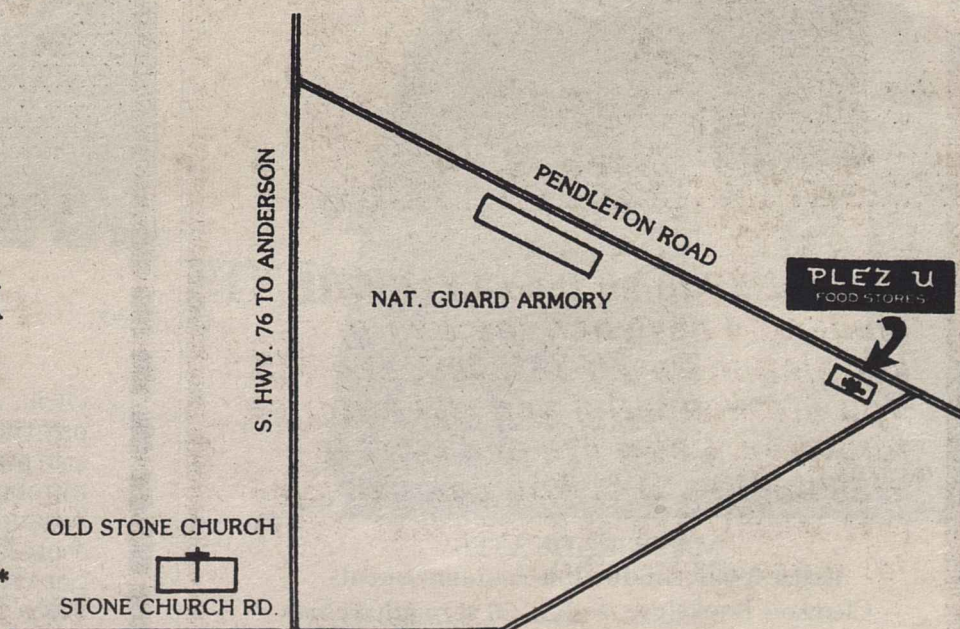 PENDLETON ROAD
S. HWY. 76 TO ANDERSON
PLEZ U
FOOD STORES
NAT. GUARD ARMORY
OLD STONE CHURCH
*
STONE CHURCH RD.